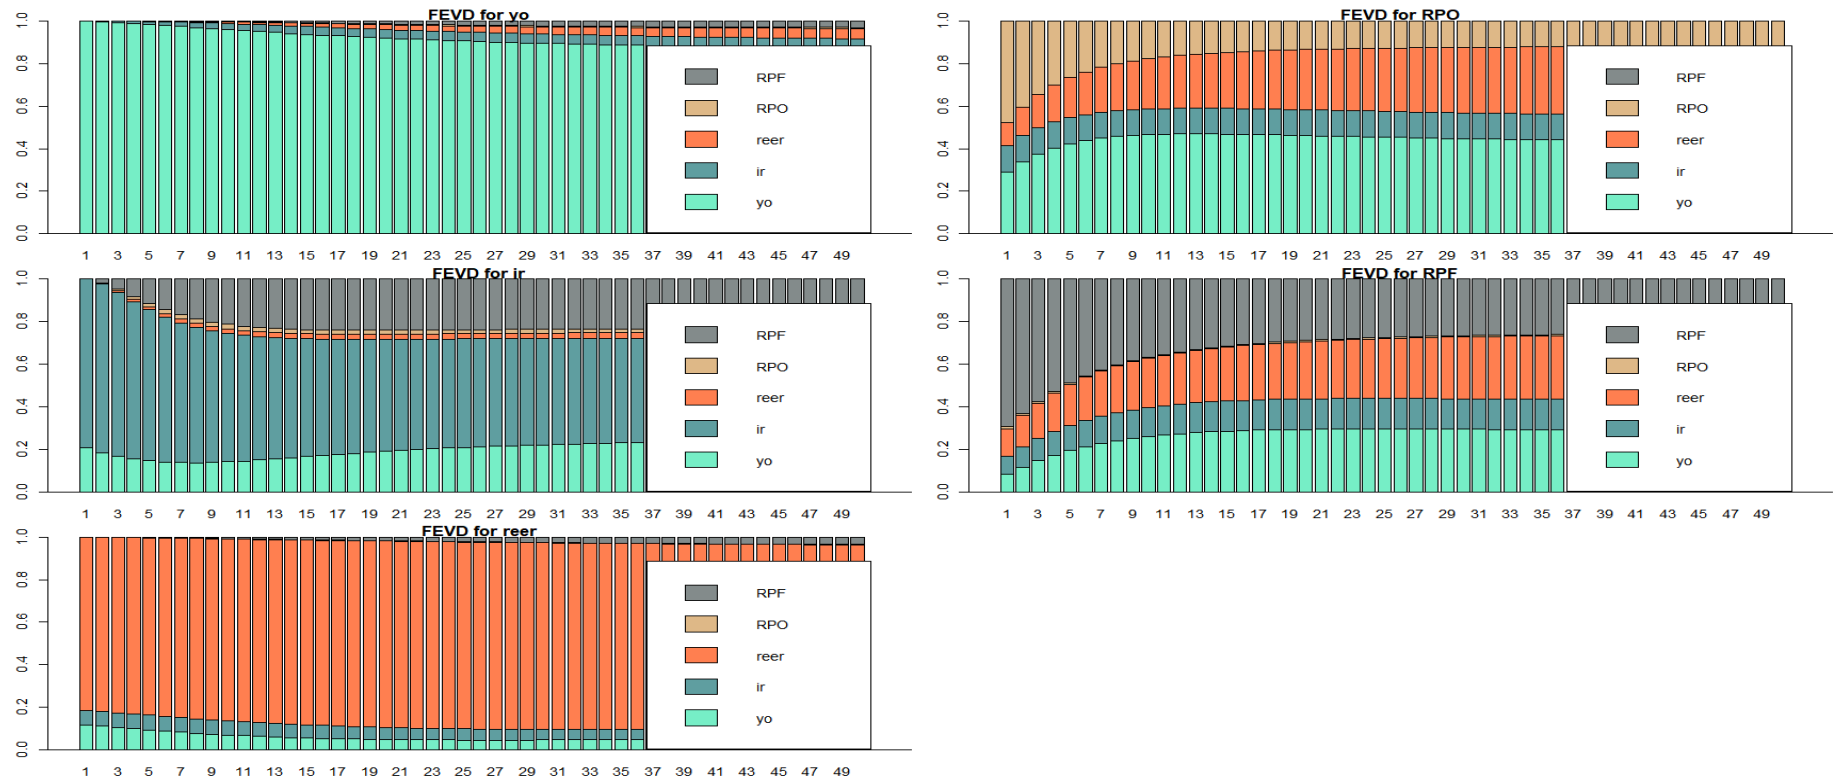 FEVD for yo
1.0
0.8
0.6
0.4
0.2
0.0
RPF
RPO
reer
ir
yo
1 3 5 7 9 11 13 15 17 19 21 23 25 27 29 31 33 35 37 39 41 43 45 47 49
FEVD for ir
1.0
0.8
0.6
0.4
0.2
0.0
RPF
RPO
reer
ir
yo
1 3 5 7 9 11 13 15 17 19 21 23 25 27 29 31 33 35 37 39 41 43 45 47 49
FEVD for reer
1.0
0.8
0.6
0.4
0.2
0.0
RPF
RPO
reer
ir
yo
1 3 5 7 9 11 13 15 17 19 21 23 25 27 29 31 33 35 37 39 41 43 45 47 49
FEVD for RPO
1.0
0.8
0.6
0.4
0.2
0.0
RPF
RPO
reer
ir
yo
1 3 5 7 9 11 13 15 17 19 21 23 25 27 29 31 33 35 37 39 41 43 45 47 49
FEVD for RPF
1.0
0.8
0.6
0.4
0.2
0.0
RPF
RPO
reer
ir
yo
1 3 5 7 9 11 13 15 17 19 21 23 25 27 29 31 33 35 37 39 41 43 45 47 49